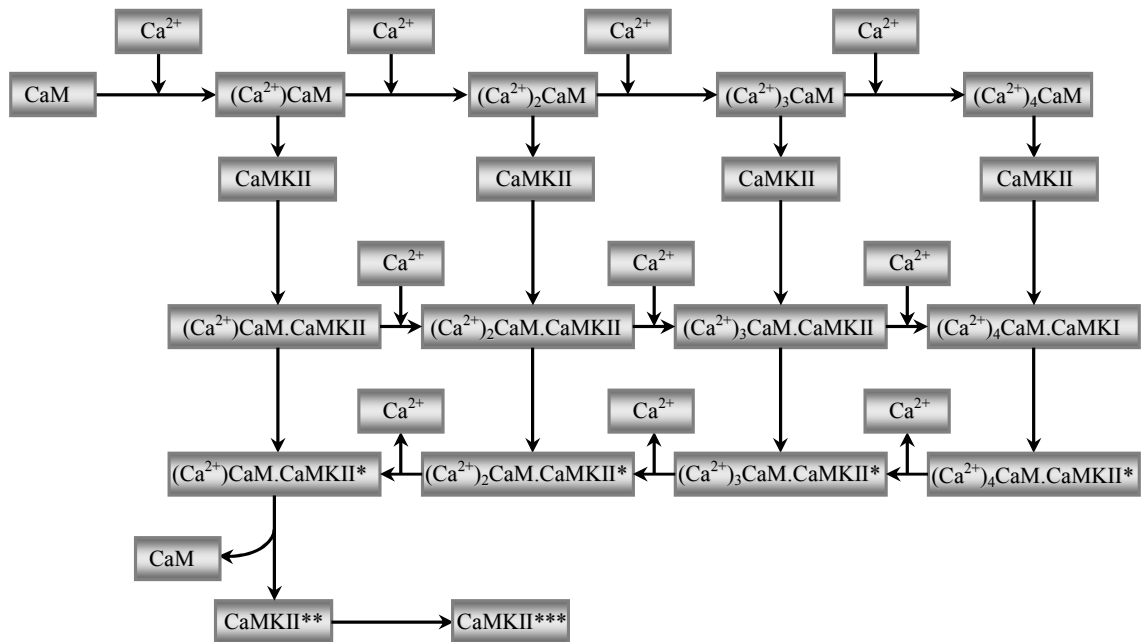 Ca²⁺ Ca²⁺ Ca²⁺ Ca²⁺
CaM (Ca²⁺)CaM (Ca²⁺)₂CaM (Ca²⁺)₃CaM (Ca²⁺)₄CaM
CaMKII CaMKII CaMKII CaMKII
Ca²⁺ Ca²⁺ Ca²⁺
(Ca²⁺)CaM.CaMKII (Ca²⁺)₂CaM.CaMKII (Ca²⁺)₃CaM.CaMKII (Ca²⁺)₄CaM.CaMKI
Ca²⁺ Ca²⁺ Ca²⁺
(Ca²⁺)CaM.CaMKII* (Ca²⁺)₂CaM.CaMKII* (Ca²⁺)₃CaM.CaMKII* (Ca²⁺)₄CaM.CaMKII*
CaM
CaMKII** CaMKII***